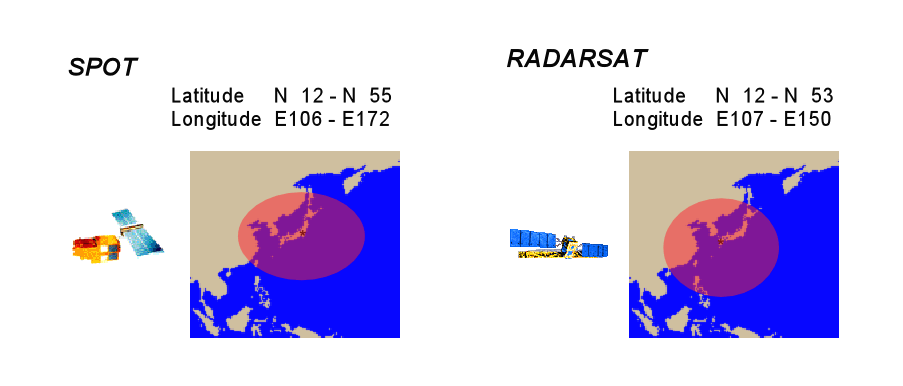 SPOT
Latitude N 12 - N 55
Longitude E106 - E172
RADARSAT
Latitude N 12 - N 53
Longitude E107 - E150